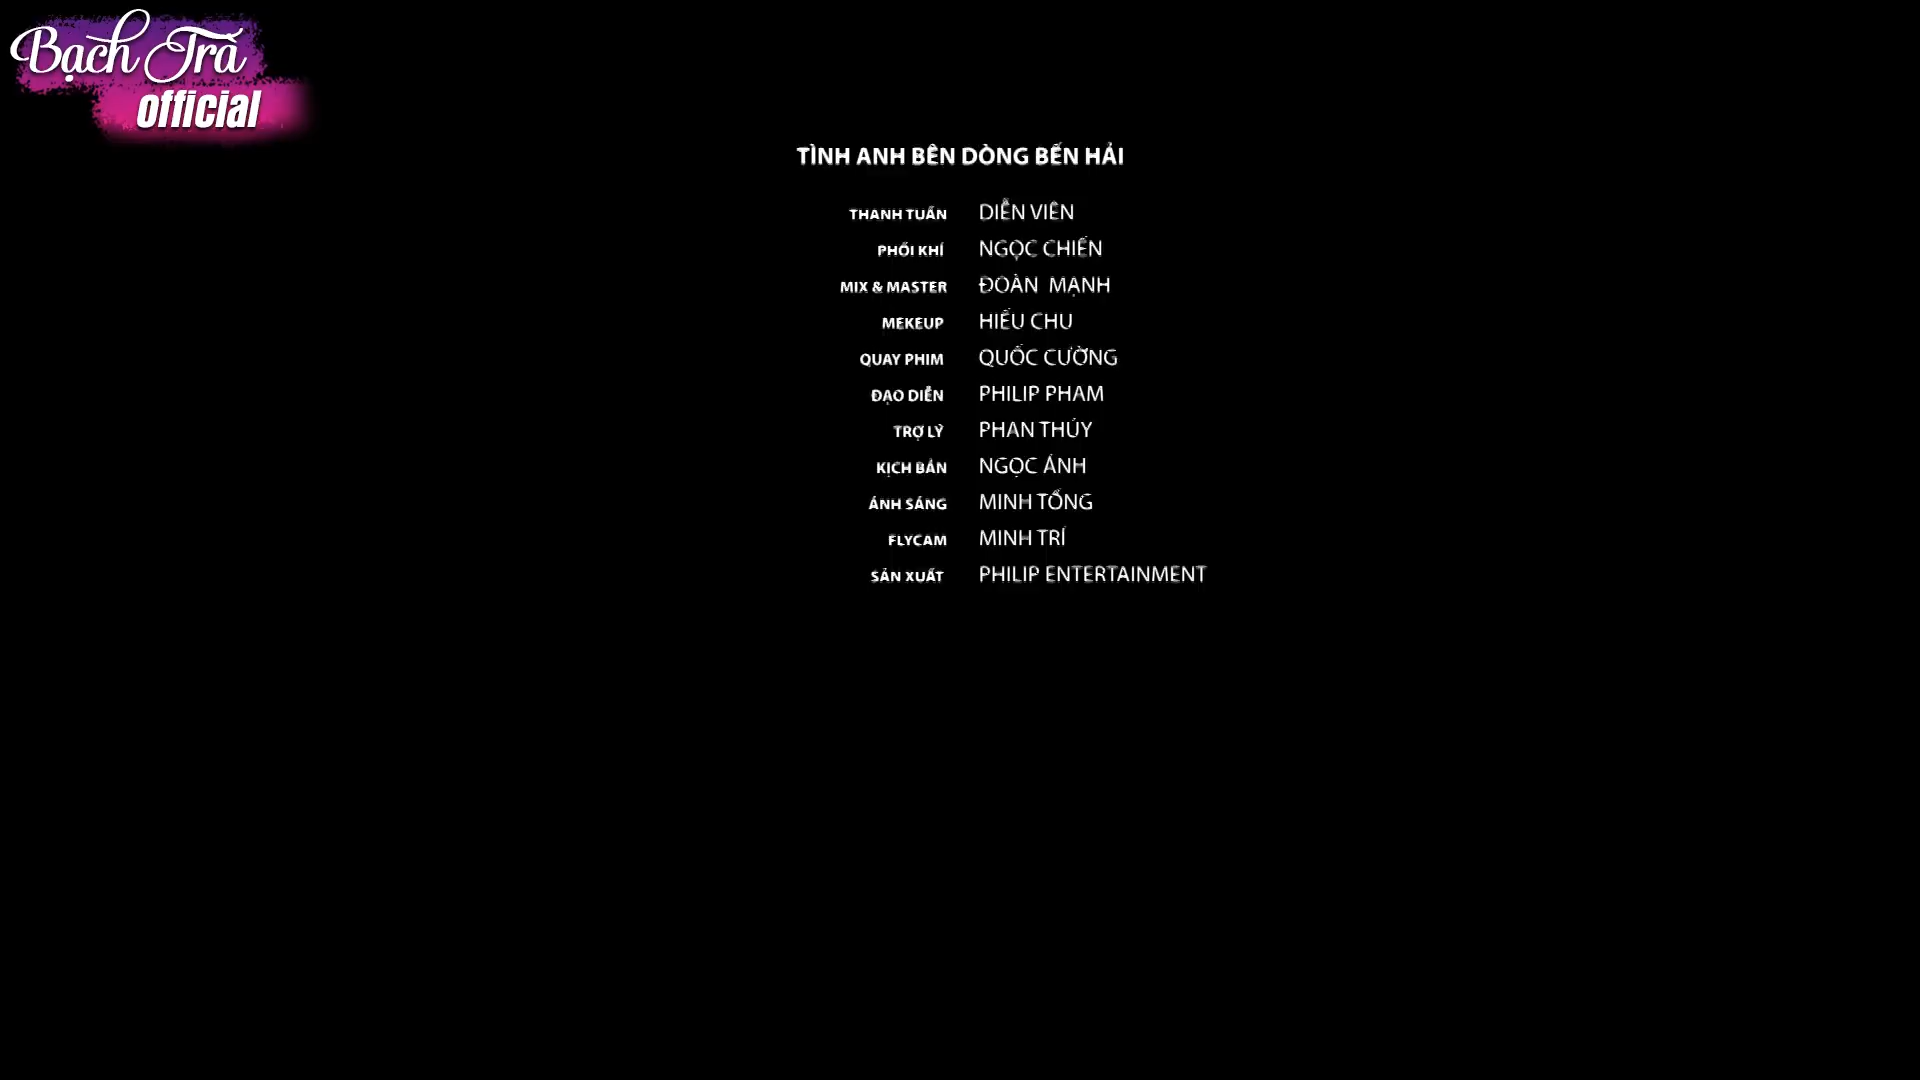 Bạch Trà
official
TÌNH ANH BÊN DÒNG BẾN HẢI
THANH TUẤN DIỄN VIÊN
PHỐI KHÍ NGỌC CHIẾN
MIX & MASTER ĐOÀN MẠNH
MEKEUP HIẾU CHU
QUAY PHIM QUỐC CƯỜNG
ĐẠO DIỄN PHILIP PHAM
TRỢ LÝ PHAN THÚY
KỊCH BẢN NGỌC ÁNH
ÁNH SÁNG MINH TỐNG
FLYCAM MINH TRÍ
SẢN XUẤT PHILIP ENTERTAINMENT